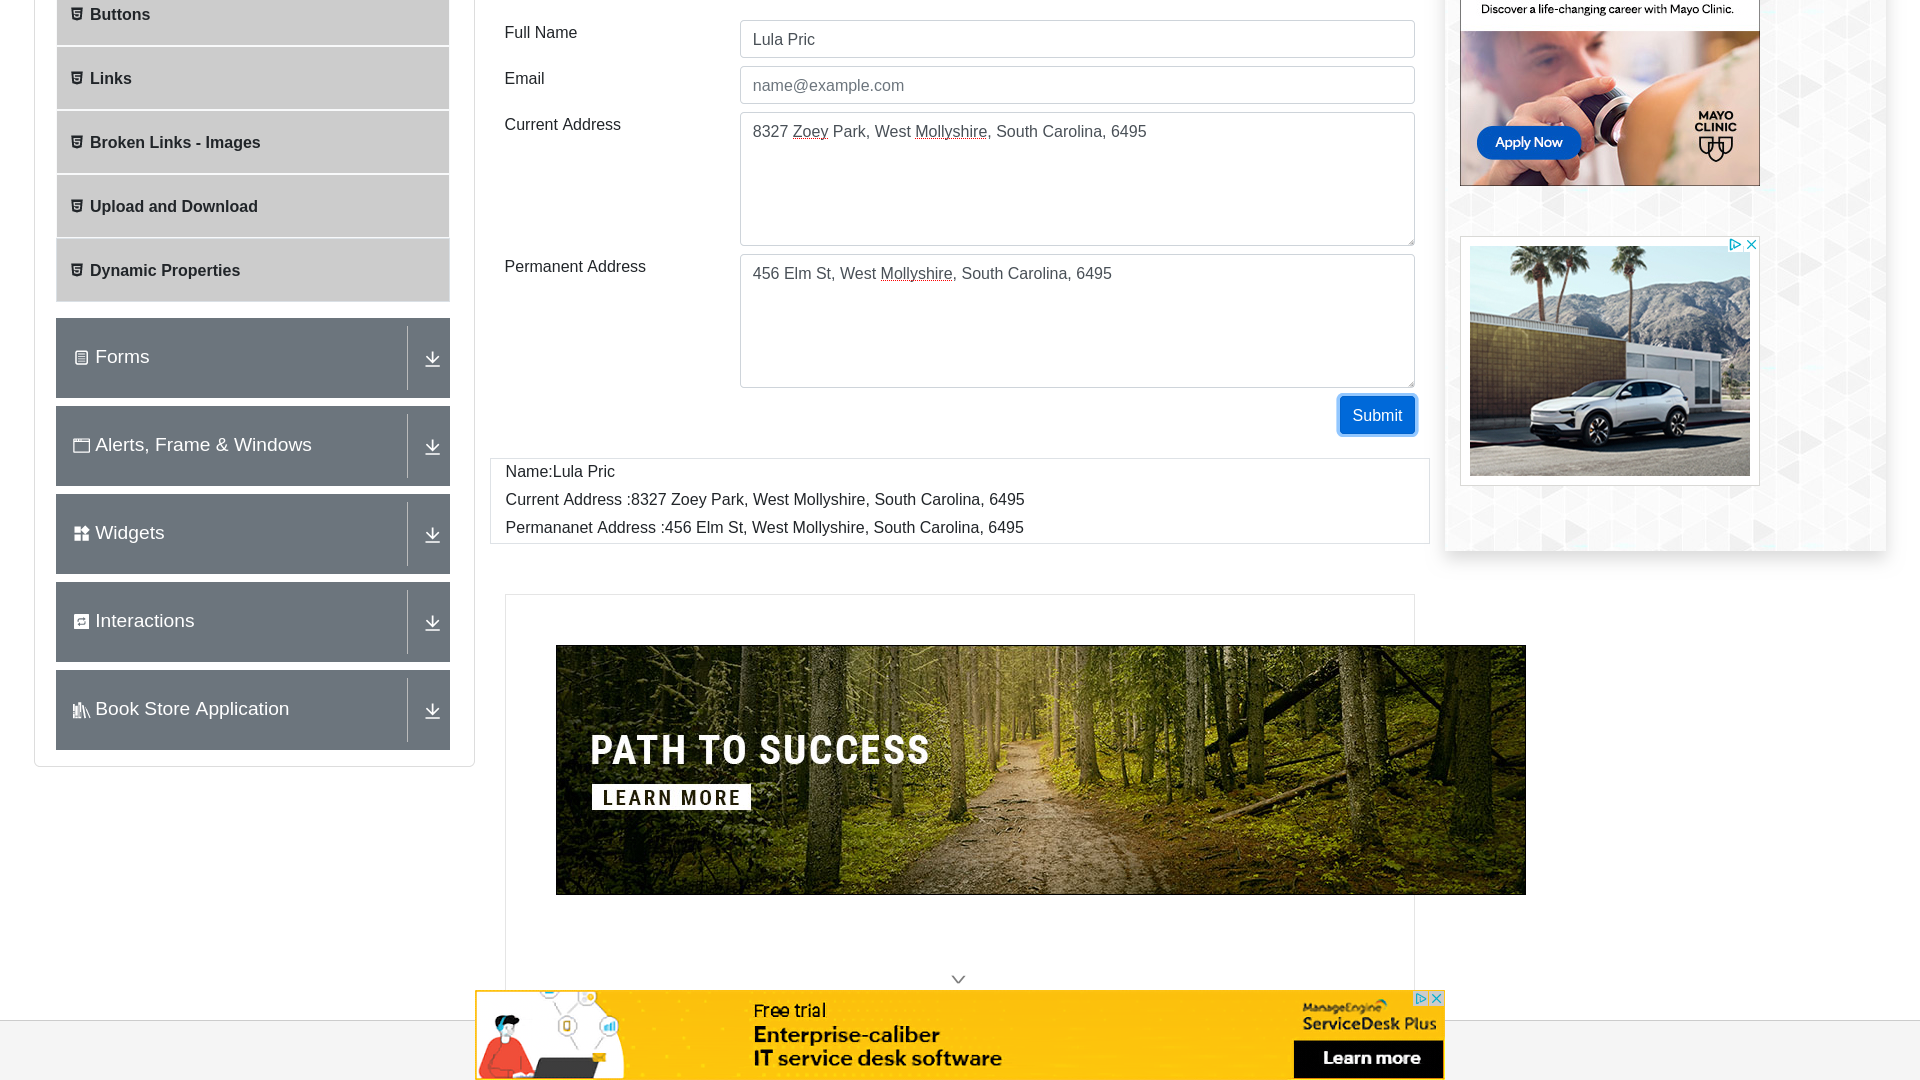 Buttons
Links
Broken Links - Images
Upload and Download
Dynamic Properties
Forms
Alerts, Frame & Windows
Widgets
Interactions
Book Store Application
Full Name
Lula Pric
Email
name@example.com
Current Address
8327 Zoey Park, West Mollyshire, South Carolina, 6495
Permanent Address
456 Elm St, West Mollyshire, South Carolina, 6495
Submit
Name:Lula Pric
Current Address :8327 Zoey Park, West Mollyshire, South Carolina, 6495
Permananet Address :456 Elm St, West Mollyshire, South Carolina, 6495
PATH TO SUCCESS
LEARN MORE
Discover a life-changing career with Mayo Clinic.
Apply Now
MAYO
CLINIC
Free trial
Enterprise-caliber
IT service desk software
ManageEngine
ServiceDesk Plus
Learn more